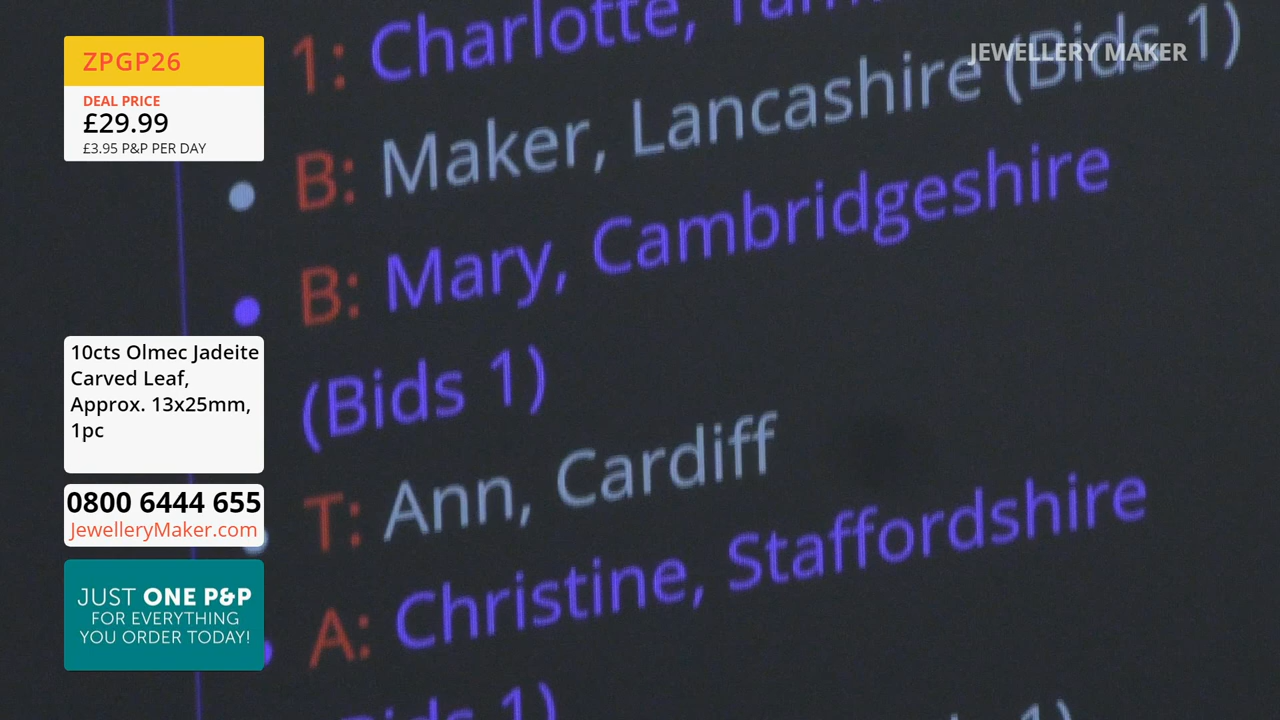 ZPGP26
DEAL PRICE
£29.99
£3.95 P&P PER DAY
10cts Olmec Jadeite
Carved Leaf,
Approx. 13x25mm,
1pc
0800 6444 655
JewelleryMaker.com
JUST ONE P&P
FOR EVERYTHING
YOU ORDER TODAY!
JEWELLERY MAKER
1: Charlotte,
B: Maker, Lancashire (Bids 1)
B: Mary, Cambridgeshire
(Bids 1)
T: Ann, Cardiff
A: Christine, Staffordshire